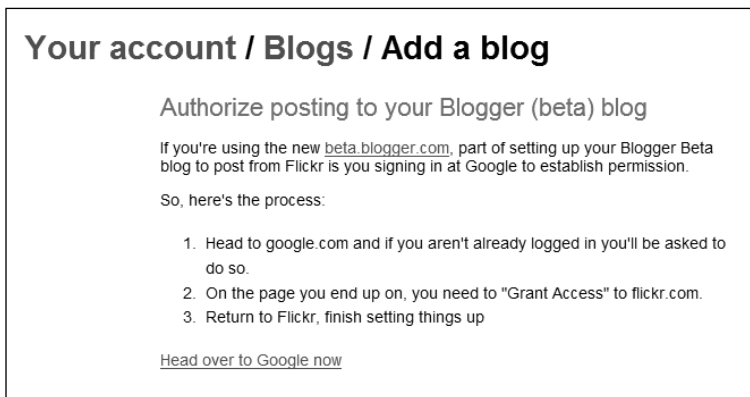 Your account / Blogs / Add a blog
Authorize posting to your Blogger (beta) blog
If you're using the new beta.blogger.com, part of setting up your Blogger Beta
blog to post from Flickr is you signing in at Google to establish permission.
So, here's the process:
1. Head to google.com and if you aren't already logged in you'll be asked to
do so.
2. On the page you end up on, you need to "Grant Access" to flickr.com.
3. Return to Flickr, finish setting things up
Head over to Google now